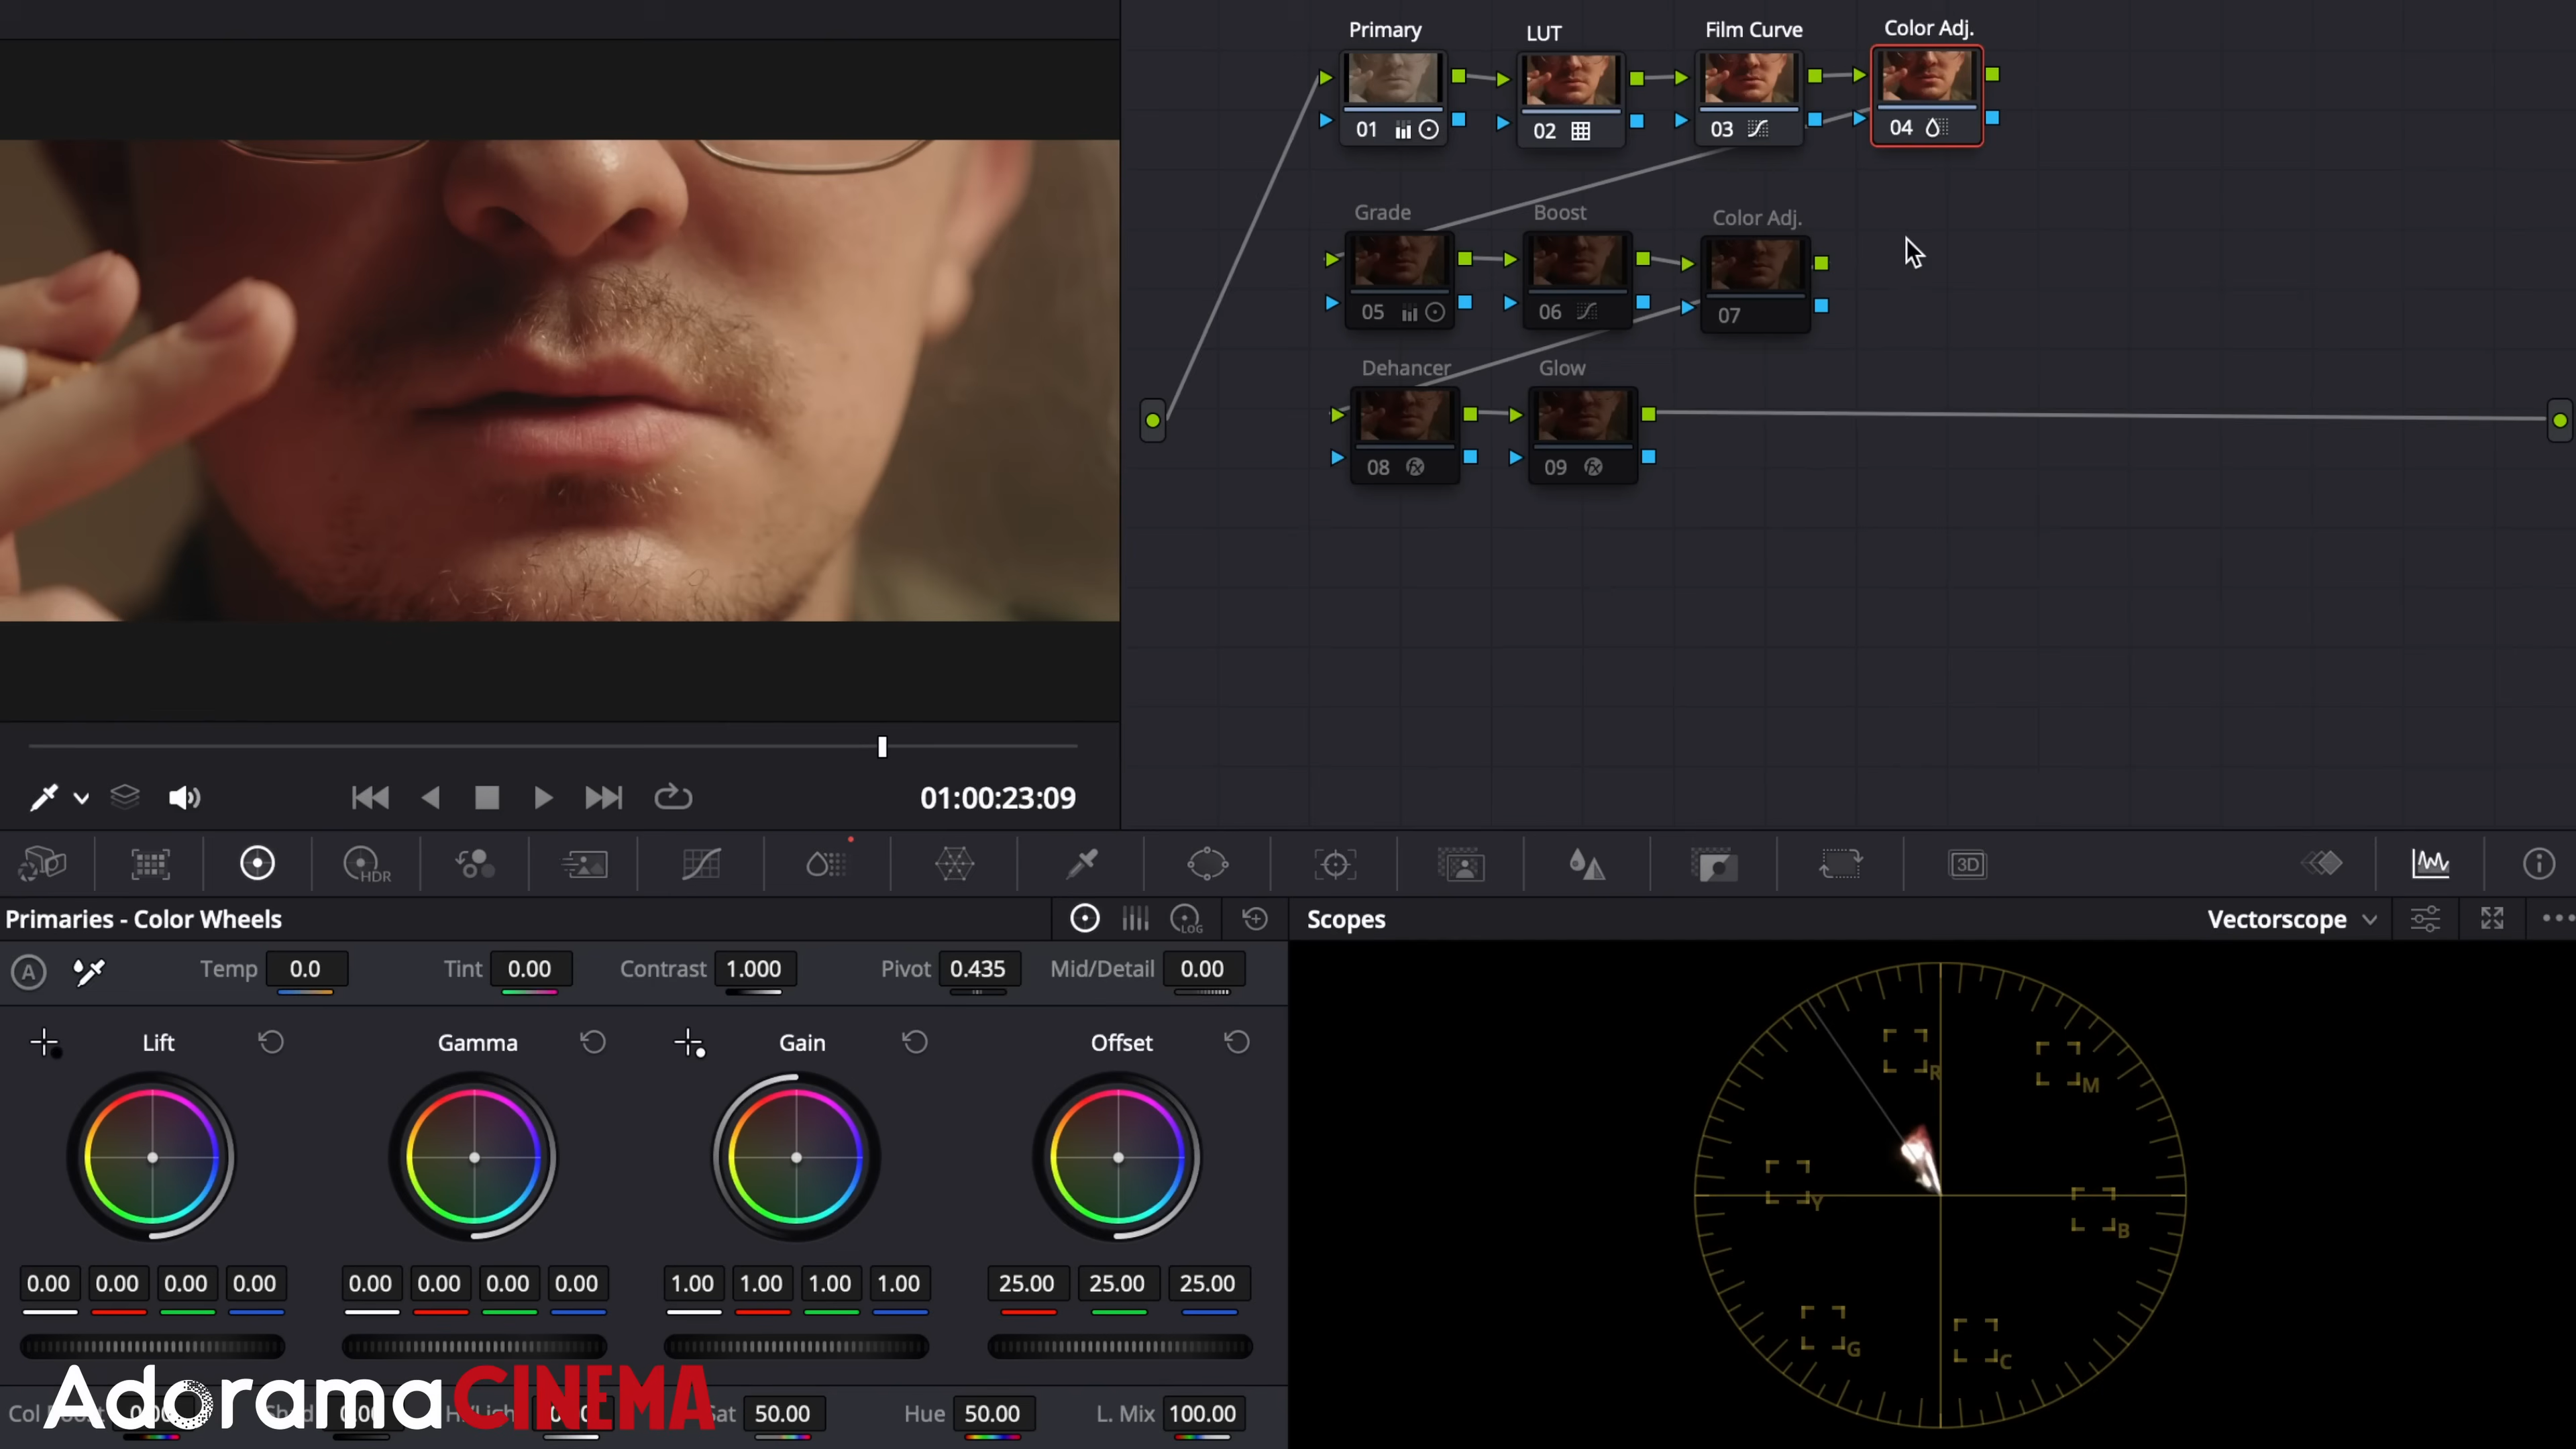 Primary
LUT
Film Curve
Color Adj.
01
02
03
04
Grade
Boost
Color Adj.
05
06
07
Dehancer
Glow
08
fx
09
fx
01:00:23:09
HDR
3D
Primaries - Color Wheels
LOG
Scopes
Vectorscope
A
Temp 0.0
Tint 0.00
Contrast 1.000
Pivot 0.435
Mid/Detail 0.00
Lift
Gamma
Gain
Offset
0.00 0.00 0.00 0.00
0.00 0.00 0.00 0.00
1.00 1.00 1.00 1.00
25.00 25.00 25.00
R
M
Y
B
G
C
Adorama CINEMA
Col
50.00
Hue 50.00
L. Mix 100.00